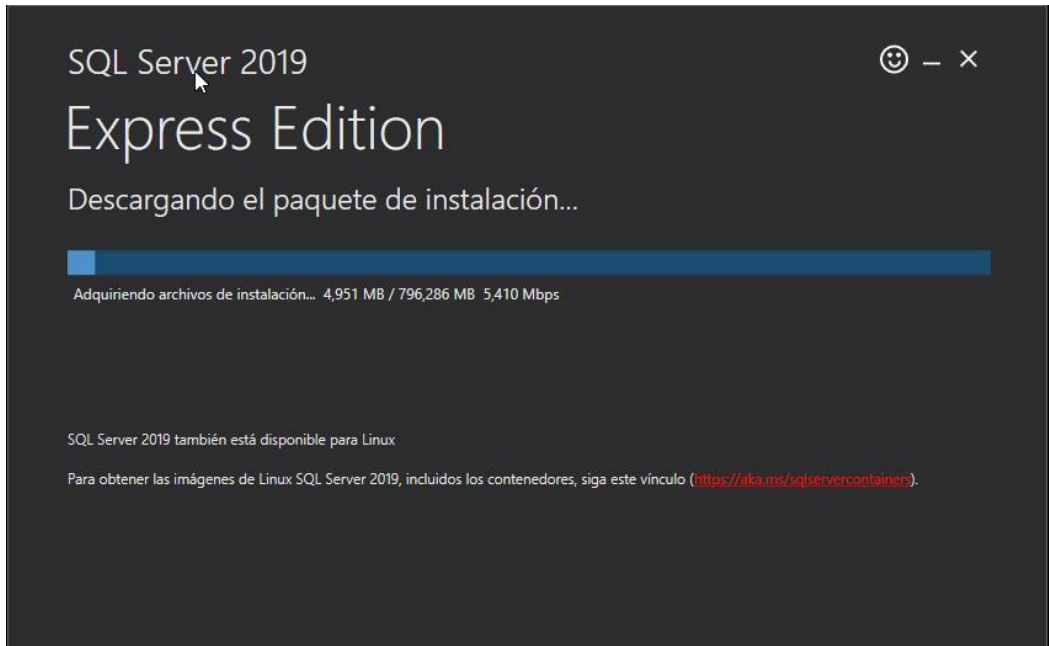 SQL Server 2019
Express Edition
Descargando el paquete de instalación...
Adquiriendo archivos de instalación... 4,951 MB / 796,286 MB 5,410 Mbps
SQL Server 2019 también está disponible para Linux
Para obtener las imágenes de Linux SQL Server 2019, incluidos los contenedores, siga este vínculo (https://aka.ms/sqlservercontainers).